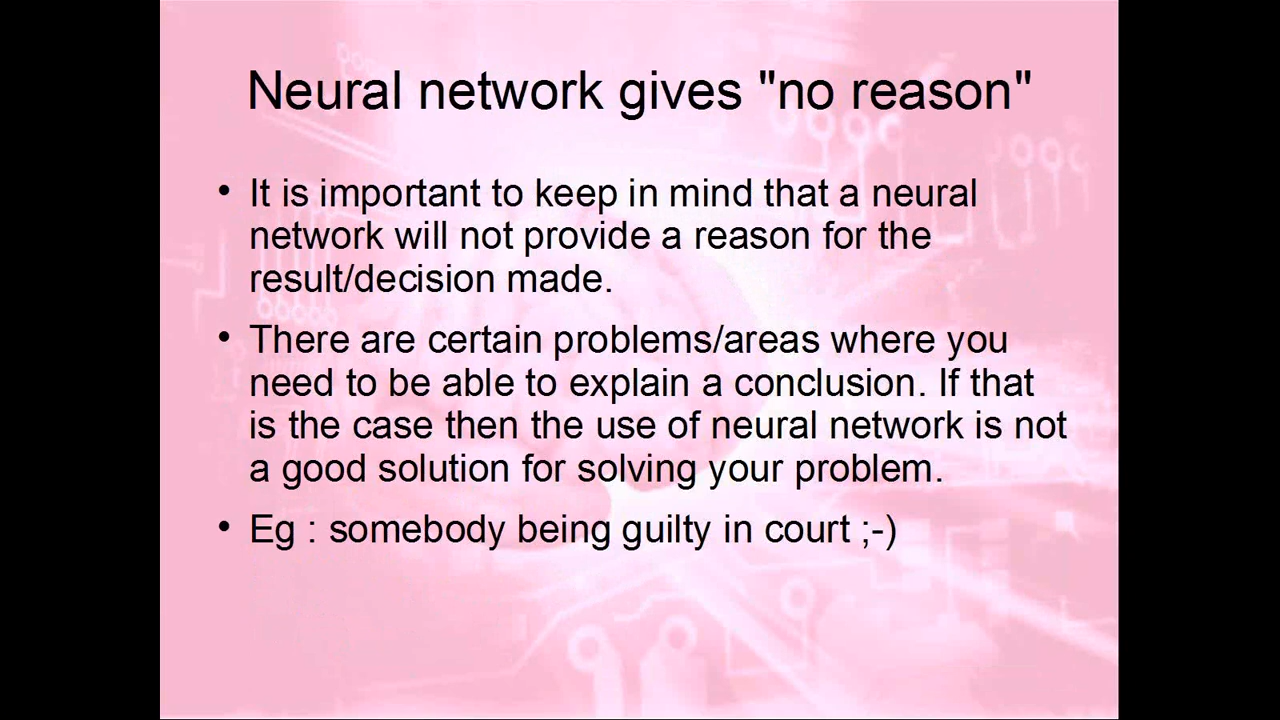 Neural network gives "no reason"
• It is important to keep in mind that a neural
network will not provide a reason for the
result/decision made.
• There are certain problems/areas where you
need to be able to explain a conclusion. If that
is the case then the use of neural network is not
a good solution for solving your problem.
• Eg : somebody being guilty in court ;-)